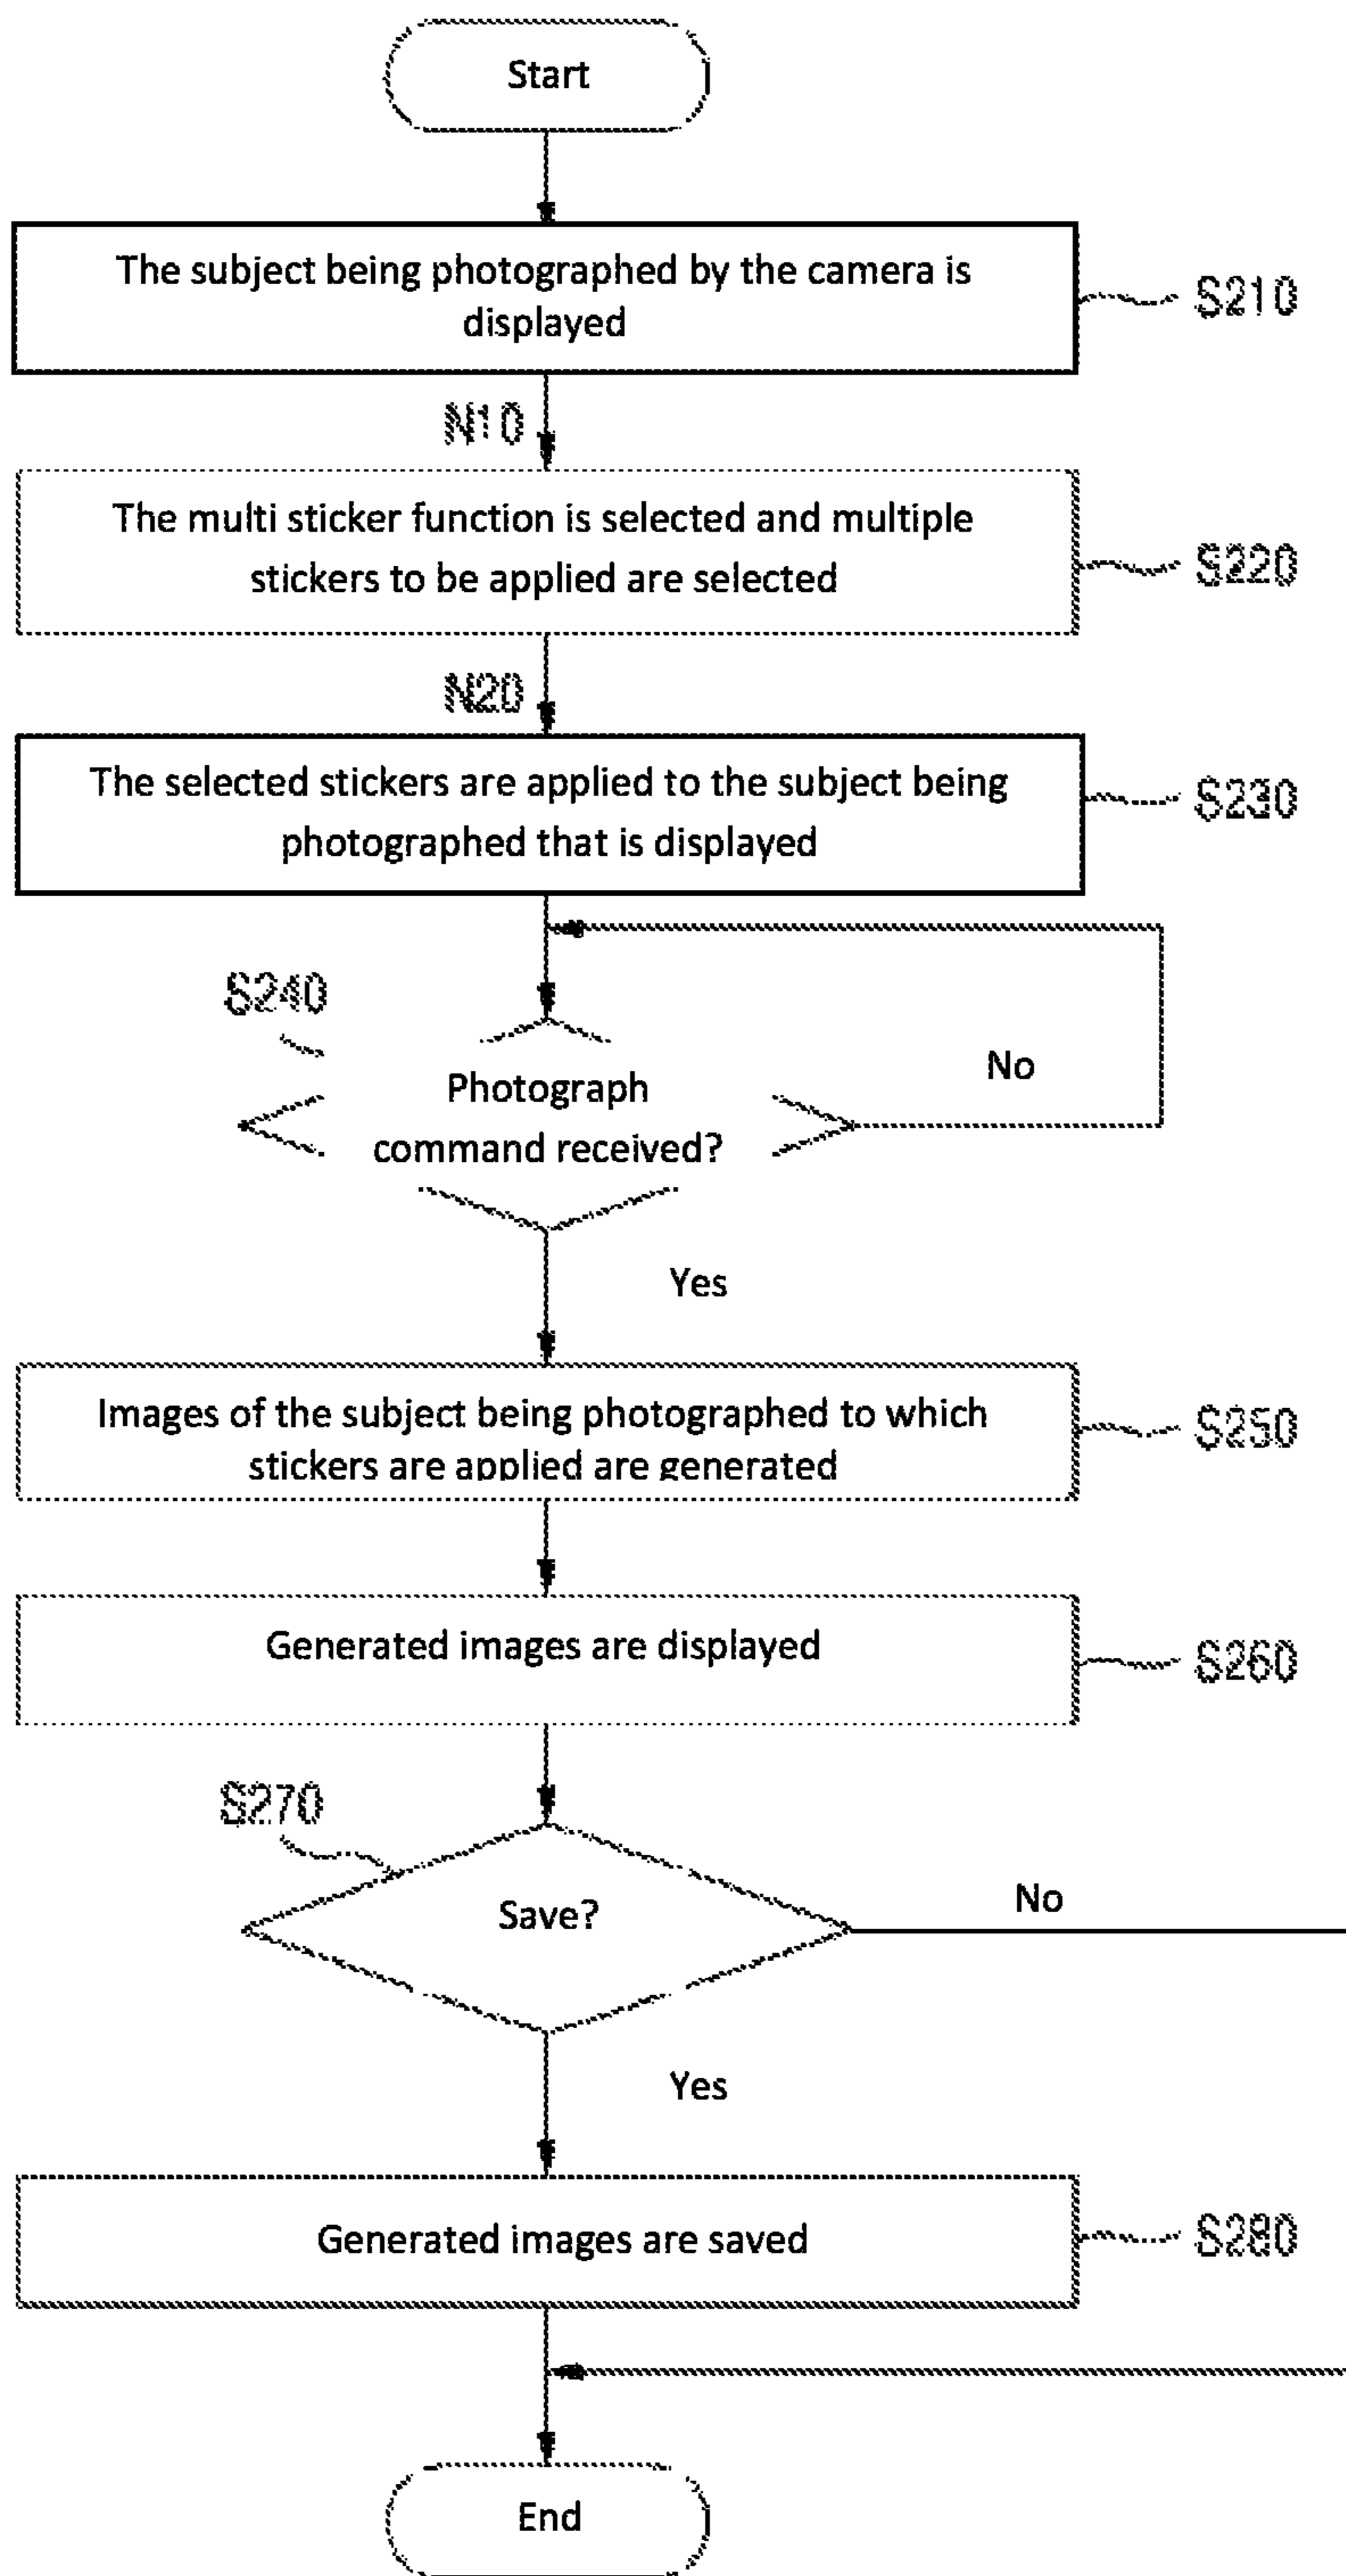 Start
The subject being photographed by the camera is
displayed
S210
N10
The multi sticker function is selected and multiple
stickers to be applied are selected
S220
N20
The selected stickers are applied to the subject being
photographed that is displayed
S230
S240
Photograph
command received?
No
Yes
Images of the subject being photographed to which
stickers are applied are generated
S250
Generated images are displayed
S260
S270
Save?
No
Yes
Generated images are saved
S280
End